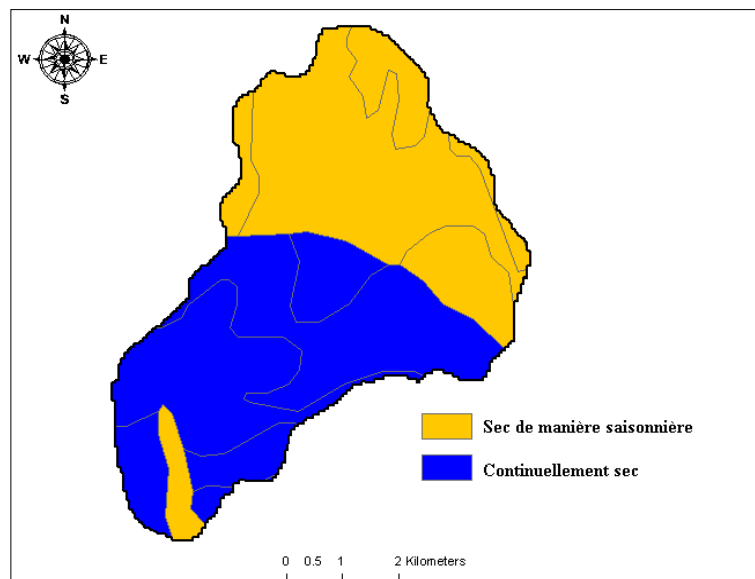 N
W E
S
Sec de manière saisonnière
Continuellement sec
0 0.5 1 2 Kilometers